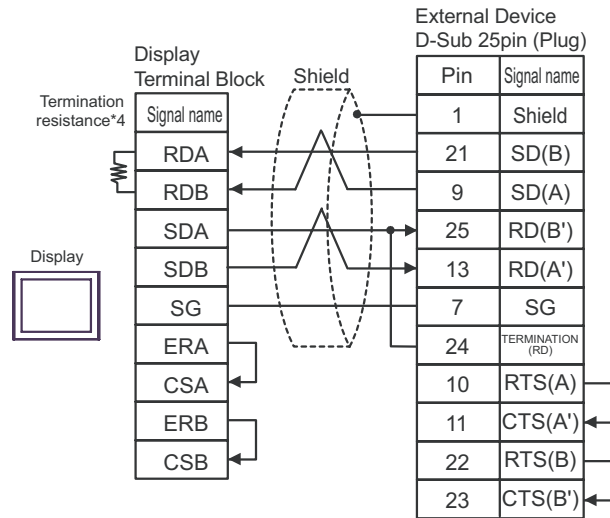 External Device
D-Sub 25pin (Plug)
Display
Terminal Block
Shield
Termination
resistance*4
Signal name
RDA
RDB
SDA
SDB
SG
ERA
CSA
ERB
CSB
Display
Pin Signal name
1 Shield
21 SD(B)
9 SD(A)
25 RD(B')
13 RD(A')
7 SG
24 TERMINATION
(RD)
10 RTS(A)
11 CTS(A')
22 RTS(B)
23 CTS(B')